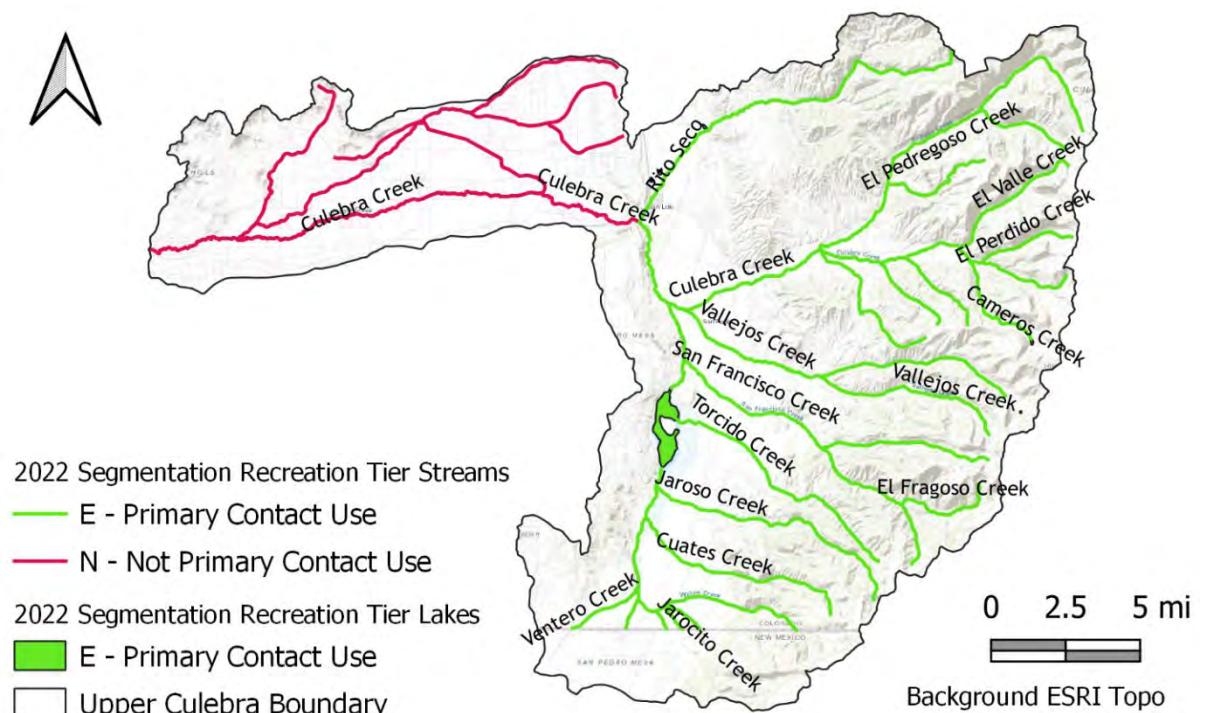 Rito Seco
El Pedregoso Creek
El Valle Creek
El Perdido Creek
Culebra Creek
Culebra Creek
Culebra Creek
Cameros Creek
Vallejos Creek
Vallejos Creek
San Francisco Creek
Torcido Creek
El Fragoso Creek
Jaroso Creek
Cuates Creek
Ventero Creek
Jarocito Creek
COLORADO
NEW MEXICO
SAN PEDRO MESA
2022 Segmentation Recreation Tier Streams
E - Primary Contact Use
N - Not Primary Contact Use
2022 Segmentation Recreation Tier Lakes
E - Primary Contact Use
Upper Culebra Boundary
0 2.5 5 mi
Background ESRI Topo